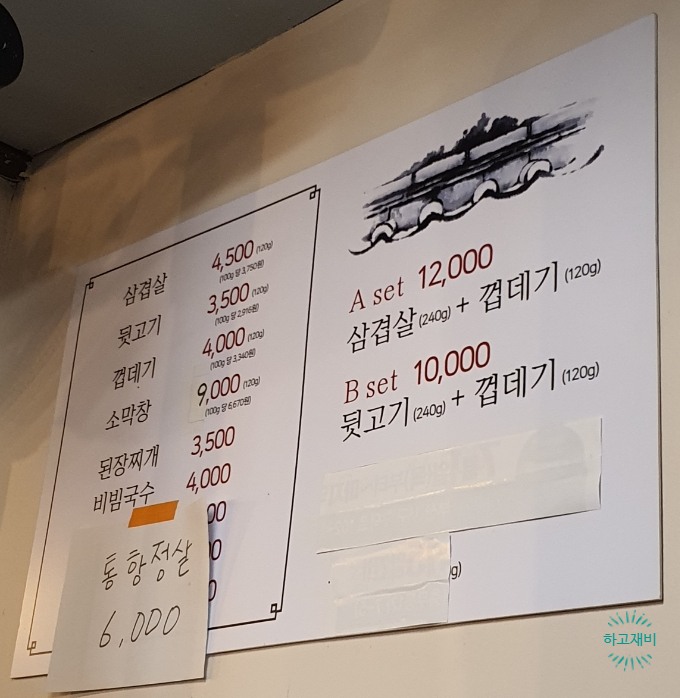 삼겹살 4,500 (120g)
(100g 당 3,750원)
뒷고기 3,500 (120g)
(100g 당 2,916원)
껍데기 4,000 (120g)
(100g 당 3,340원)
소막창 9,000 (120g)
(100g 당 6,670원)
된장찌개 3,500
비빔국수 4,000
00
00
0
통항정살
6,000
A set 12,000
삼겹살(240g) + 껍데기(120g)
B set 10,000
뒷고기(240g) + 껍데기(120g)
g)
하고재비